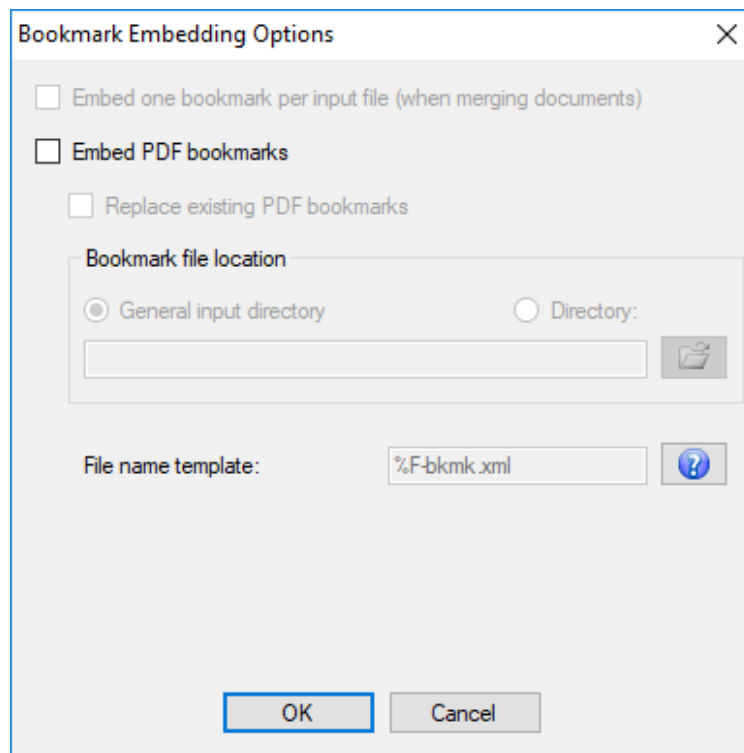 Bookmark Embedding Options
Embed one bookmark per input file (when merging documents)
Embed PDF bookmarks
Replace existing PDF bookmarks
Bookmark file location
General input directory Directory:
File name template: %F-bkmk.xml
OK Cancel